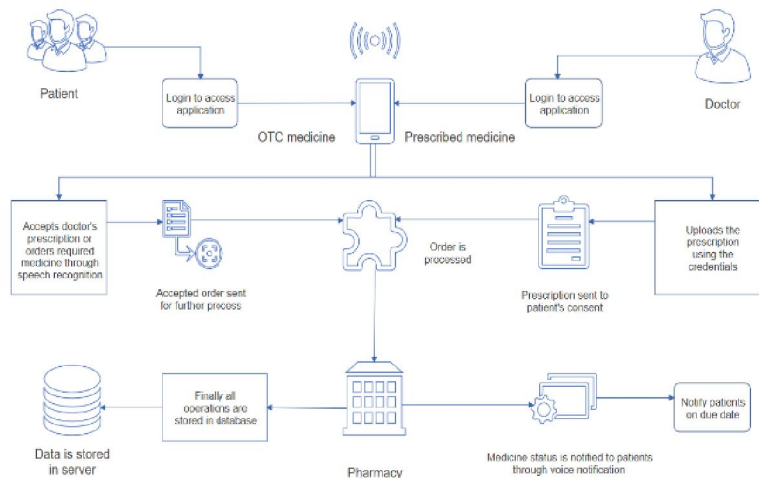 Patient
Login to access
application
OTC medicine
Prescribed medicine
Login to access
application
Doctor
Accepts doctor's
prescription or
orders required
medicine through
speech recognition
Accepted order sent
for further process
Order is
processed
Prescription sent to
patient's consent
Uploads the
prescription
using the
credentials
Data is stored
in server
Finally all
operations are
stored in database
Pharmacy
Medicine status is notified to patients
through voice notification
Notify patients
on due date